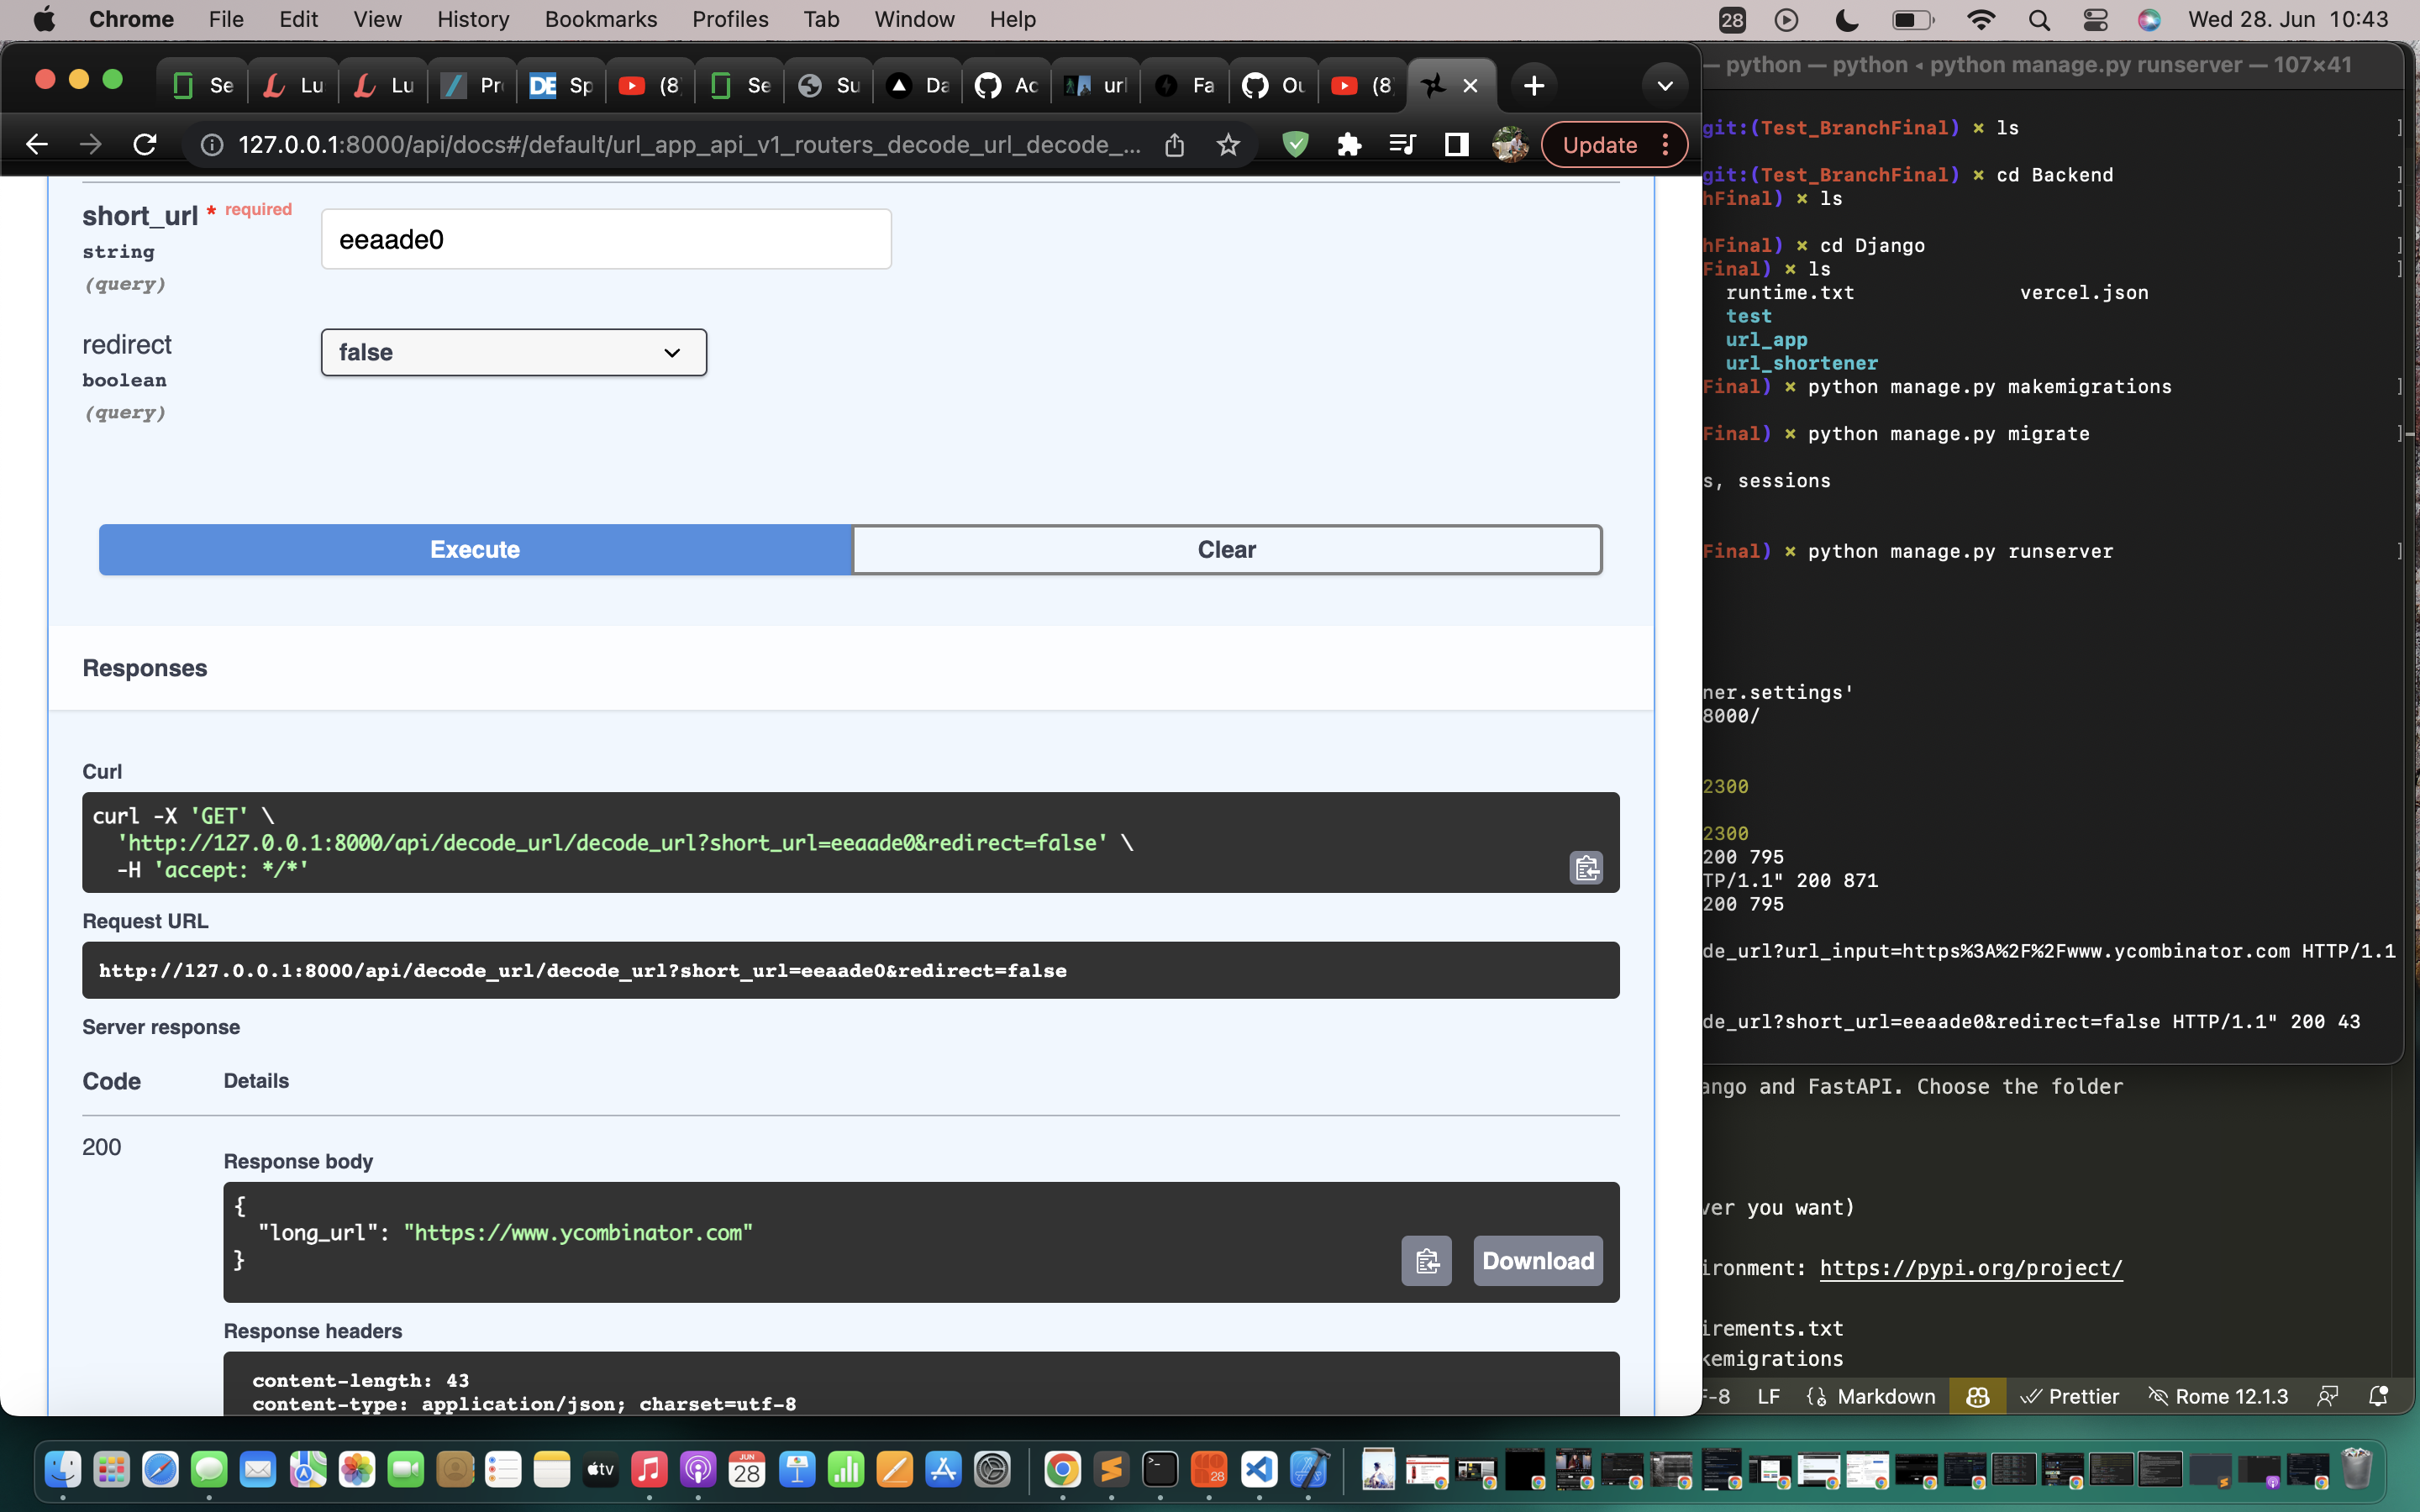 Chrome File Edit View History Bookmarks Profiles Tab Window Help 28 Wed 28. Jun 10:43
Se Lu Lu Pr DE Sp (8 Se Su Da Ac url Fa Ou (8
— python — python ◂ python manage.py runserver — 107×41
127.0.0.1:8000/api/docs#/default/url_app_api_v1_routers_decode_url_decode_... Update
short_url * required
string
(query)
eeaade0
redirect
boolean
(query)
false
Execute Clear
Responses
Curl
curl -X 'GET' \
'http://127.0.0.1:8000/api/decode_url/decode_url?short_url=eeaade0&redirect=false' \
-H 'accept: */*'
Request URL
http://127.0.0.1:8000/api/decode_url/decode_url?short_url=eeaade0&redirect=false
Server response
Code Details
200
Response body
{
"long_url": "https://www.ycombinator.com"
}
Download
Response headers
content-length: 43
content-type: application/json; charset=utf-8
git:(Test_BranchFinal) × ls ]
git:(Test_BranchFinal) × cd Backend ]
hFinal) × ls ]
hFinal) × cd Django ]
Final) × ls ]
runtime.txt vercel.json
test
url_app
url_shortener
Final) × python manage.py makemigrations ]
Final) × python manage.py migrate ]
s, sessions
Final) × python manage.py runserver ]
ner.settings'
8000/
2300
2300
200 795
TP/1.1" 200 871
200 795
de_url?url_input=https%3A%2F%2Fwww.ycombinator.com HTTP/1.1
de_url?short_url=eeaade0&redirect=false HTTP/1.1" 200 43
ango and FastAPI. Choose the folder
ver you want)
ironment: https://pypi.org/project/
irements.txt
kemigrations
F-8 LF Markdown Prettier Rome 12.1.3
tv JUN 28 28